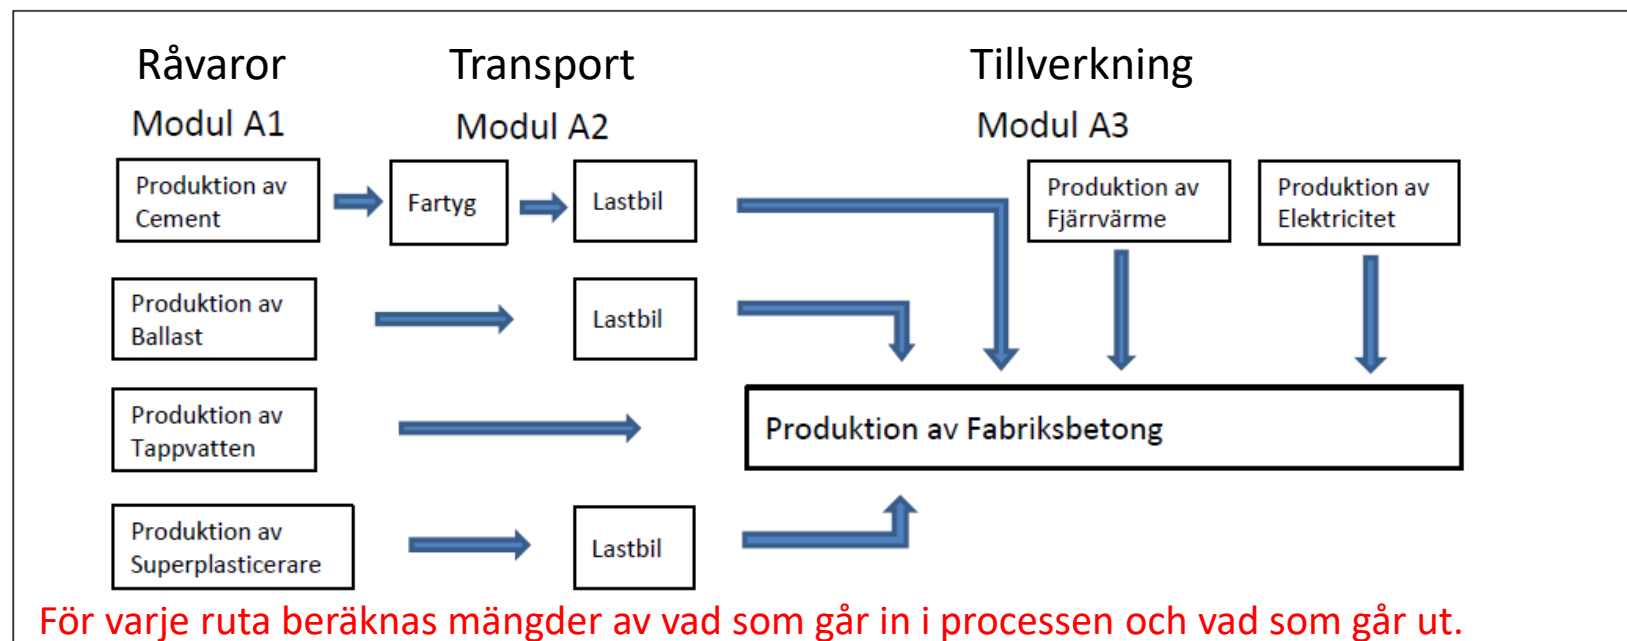 Råvaror
Transport
Tillverkning
Modul A1
Modul A2
Modul A3
Produktion av
Cement
Fartyg
Lastbil
Produktion av
Fjärrvärme
Produktion av
Elektricitet
Produktion av
Ballast
Lastbil
Produktion av
Tappvatten
Produktion av Fabriksbetong
Produktion av
Superplasticerare
Lastbil
För varje ruta beräknas mängder av vad som går in i processen och vad som går ut.